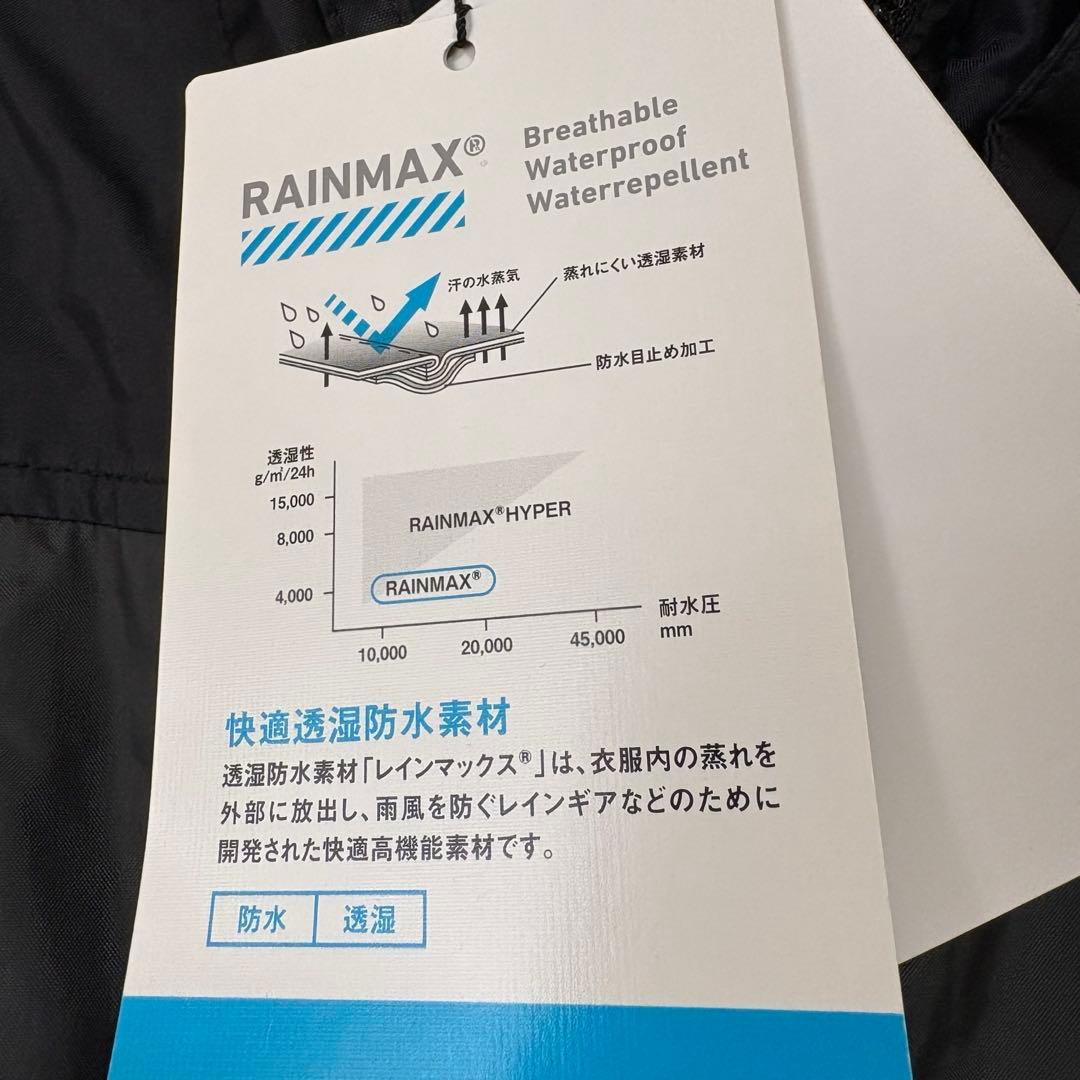 RAINMAX®
Breathable
Waterproof
Waterrepellent
汗の水蒸気
蒸れにくい透湿素材
防水目止め加工
透湿性
g/㎡/24h
15,000
8,000
4,000
RAINMAX®HYPER
RAINMAX®
10,000
20,000
45,000
耐水圧
mm
快適透湿防水素材
透湿防水素材「レインマックス®」は、衣服内の蒸れを
外部に放出し、雨風を防ぐレインギアなどのために
開発された快適高機能素材です。
防水
透湿